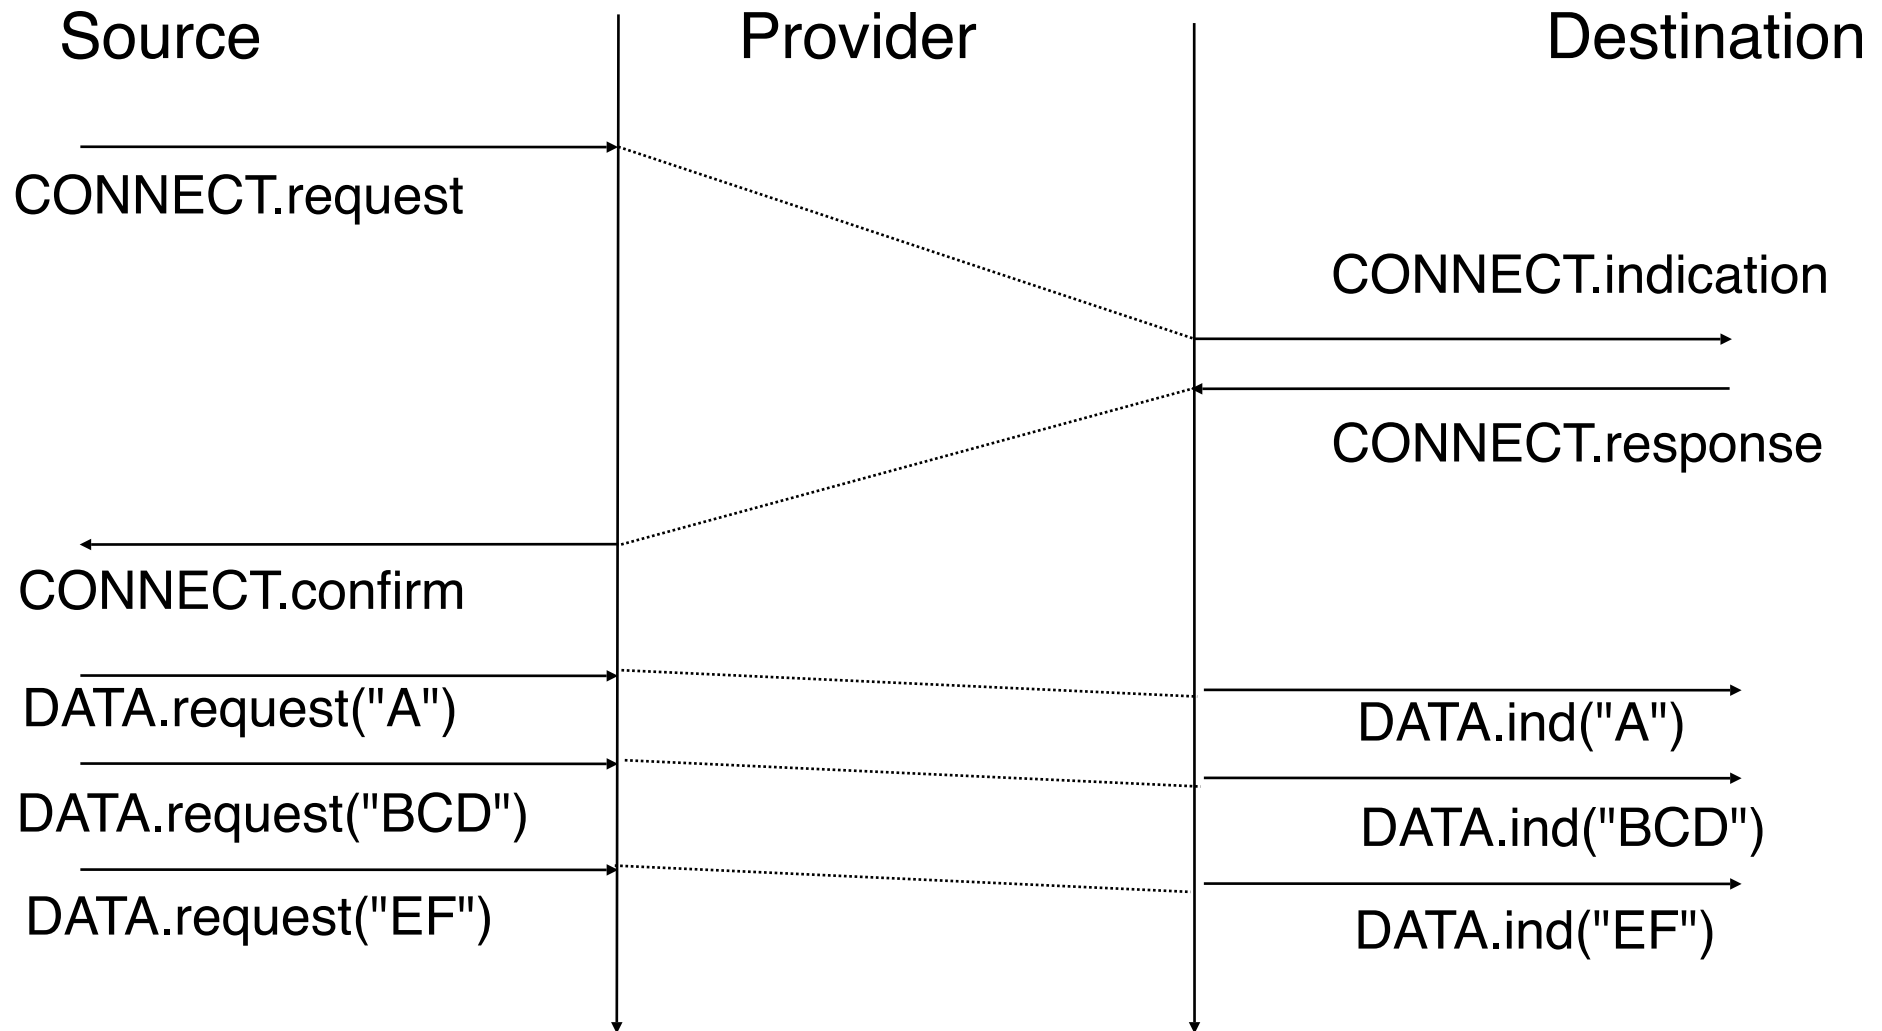 Source Provider Destination
CONNECT.request
CONNECT.indication
CONNECT.response
CONNECT.confirm
DATA.request("A")
DATA.ind("A")
DATA.request("BCD")
DATA.ind("BCD")
DATA.request("EF")
DATA.ind("EF")